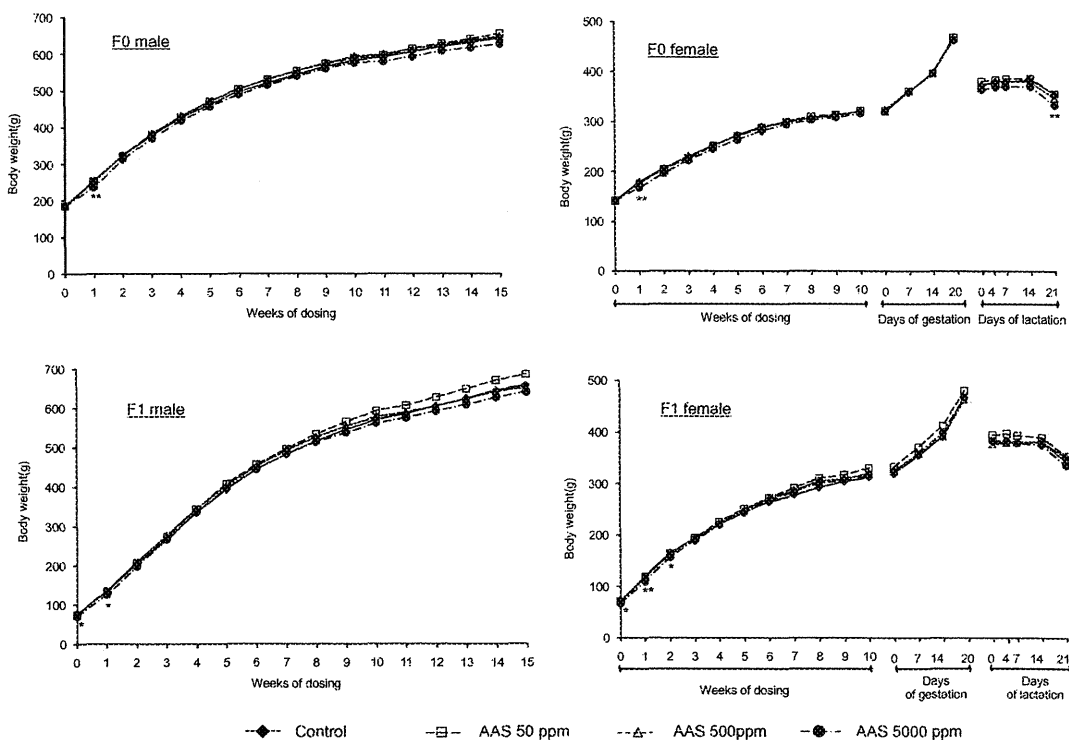 F0 male
700
600
500
400
300
200
100
0
Body weight(g)
**
0 1 2 3 4 5 6 7 8 9 10 11 12 13 14 15
Weeks of dosing
F0 female
500
400
300
200
100
0
Body weight(g)
**
**
0 1 2 3 4 5 6 7 8 9 10 0 7 14 20 0 4 7 14 21
Weeks of dosing Days of gestation Days of lactation
F1 male
700
600
500
400
300
200
100
0
Body weight(g)
*
*
0 1 2 3 4 5 6 7 8 9 10 11 12 13 14 15
Weeks of dosing
F1 female
500
400
300
200
100
0
Body weight(g)
*
**
*
0 1 2 3 4 5 6 7 8 9 10 0 7 14 20 0 4 7 14 21
Weeks of dosing Days of gestation Days of lactation
Control AAS 50 ppm AAS 500ppm AAS 5000 ppm